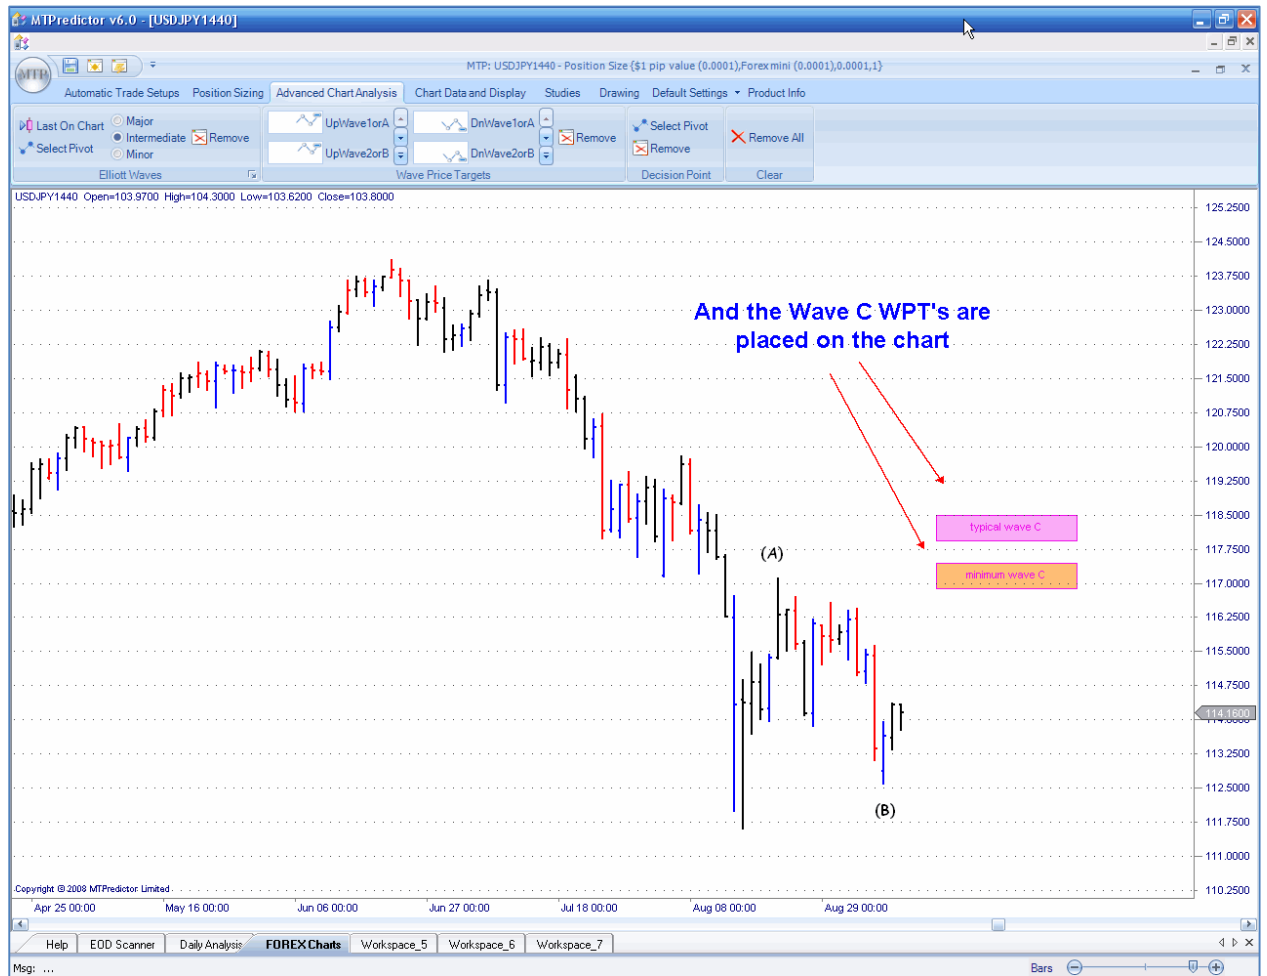 MTPredictor v6.0 - [USDJPY1440]
MTP
MTP: USDJPY1440 - Position Size {$1 pip value (0.0001),Forex mini (0.0001),0.0001,1}
Automatic Trade Setups Position Sizing Advanced Chart Analysis Chart Data and Display Studies Drawing Default Settings Product Info
Last On Chart
Select Pivot
Major
Intermediate
Minor
Remove
Elliott Waves
UpWave1orA
UpWave2orB
DnWave1orA
DnWave2orB
Remove
Wave Price Targets
Select Pivot
Remove
Decision Point
Remove All
Clear
USDJPY1440 Open=103.9700 High=104.3000 Low=103.6200 Close=103.8000
And the Wave C WPT's are
placed on the chart
typical wave C
minimum wave C
(A)
(B)
125.2500
124.5000
123.7500
123.0000
122.2500
121.5000
120.7500
120.0000
119.2500
118.5000
117.7500
117.0000
116.2500
115.5000
114.7500
114.1600
113.2500
112.5000
111.7500
111.0000
110.2500
Copyright © 2008 MTPredictor Limited
Apr 25 00:00 May 16 00:00 Jun 06 00:00 Jun 27 00:00 Jul 18 00:00 Aug 08 00:00 Aug 29 00:00
Help EOD Scanner Daily Analysis FOREX Charts Workspace_5 Workspace_6 Workspace_7
Msg: ...
Bars